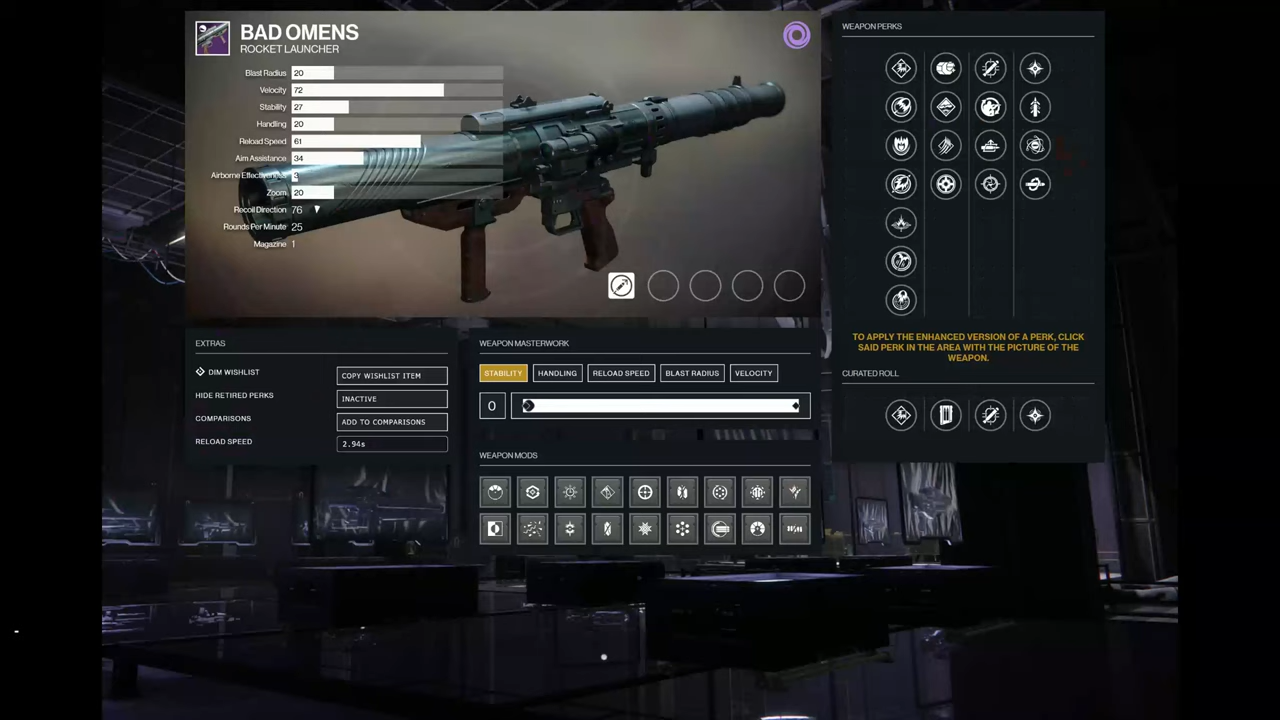 BAD OMENS
ROCKET LAUNCHER
Blast Radius 20
Velocity 72
Stability 27
Handling 20
Reload Speed 61
Aim Assistance 34
Airborne Effectiveness 3
Zoom 20
Recoil Direction 76
Rounds Per Minute 25
Magazine 1
WEAPON PERKS
TO APPLY THE ENHANCED VERSION OF A PERK, CLICK
SAID PERK IN THE AREA WITH THE PICTURE OF THE
WEAPON.
CURATED ROLL
EXTRAS
DIM WISHLIST COPY WISHLIST ITEM
HIDE RETIRED PERKS INACTIVE
COMPARISONS ADD TO COMPARISONS
RELOAD SPEED 2.94s
WEAPON MASTERWORK
STABILITY HANDLING RELOAD SPEED BLAST RADIUS VELOCITY
0
WEAPON MODS